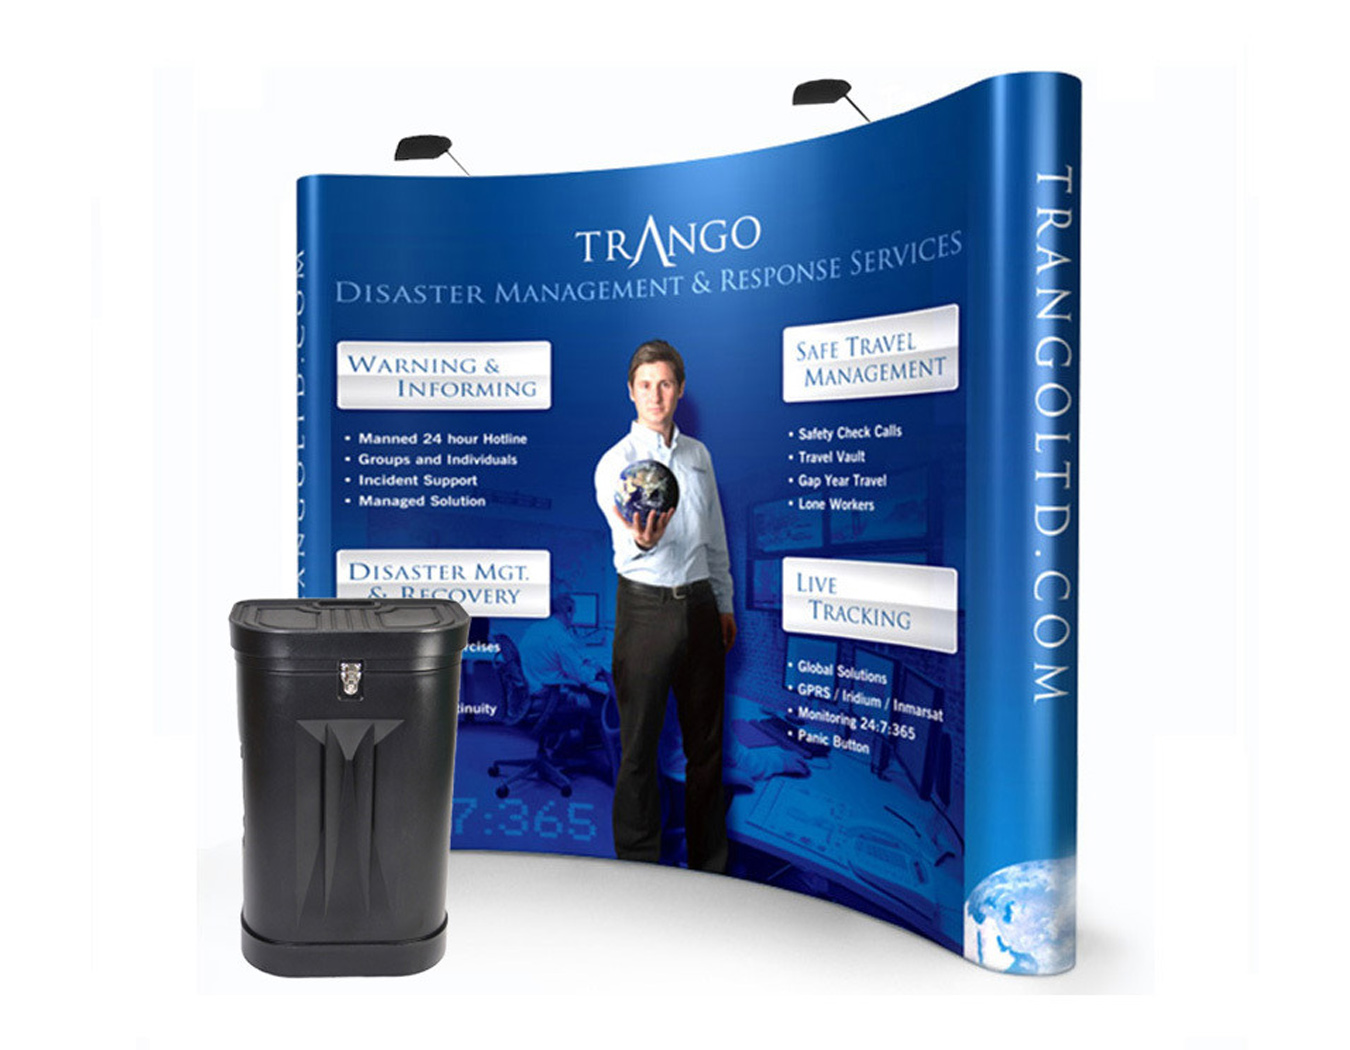 TRANGO
DISASTER MANAGEMENT & RESPONSE SERVICES
WARNING &
INFORMING
• Manned 24 hour Hotline
• Groups and Individuals
• Incident Support
• Managed Solution
DISASTER MGT.
& RECOVERY
7:365
SAFE TRAVEL
MANAGEMENT
• Safety Check Calls
• Travel Vault
• Gap Year Travel
• Lone Workers
LIVE
TRACKING
• Global Solutions
• GPRS / Iridium / Inmarsat
• Monitoring 24:7:365
• Panic Button
TRANGOLTD.COM